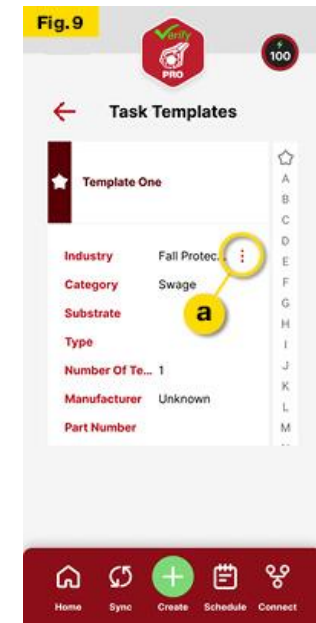 Fig.9
Verify
PRO
100
Task Templates
Template One
Industry Fall Protec...
Category Swage
Substrate
a
Type
Number Of Te... 1
Manufacturer Unknown
Part Number
A
B
C
D
E
F
G
H
I
J
K
L
M
Home Sync Create Schedule Connect